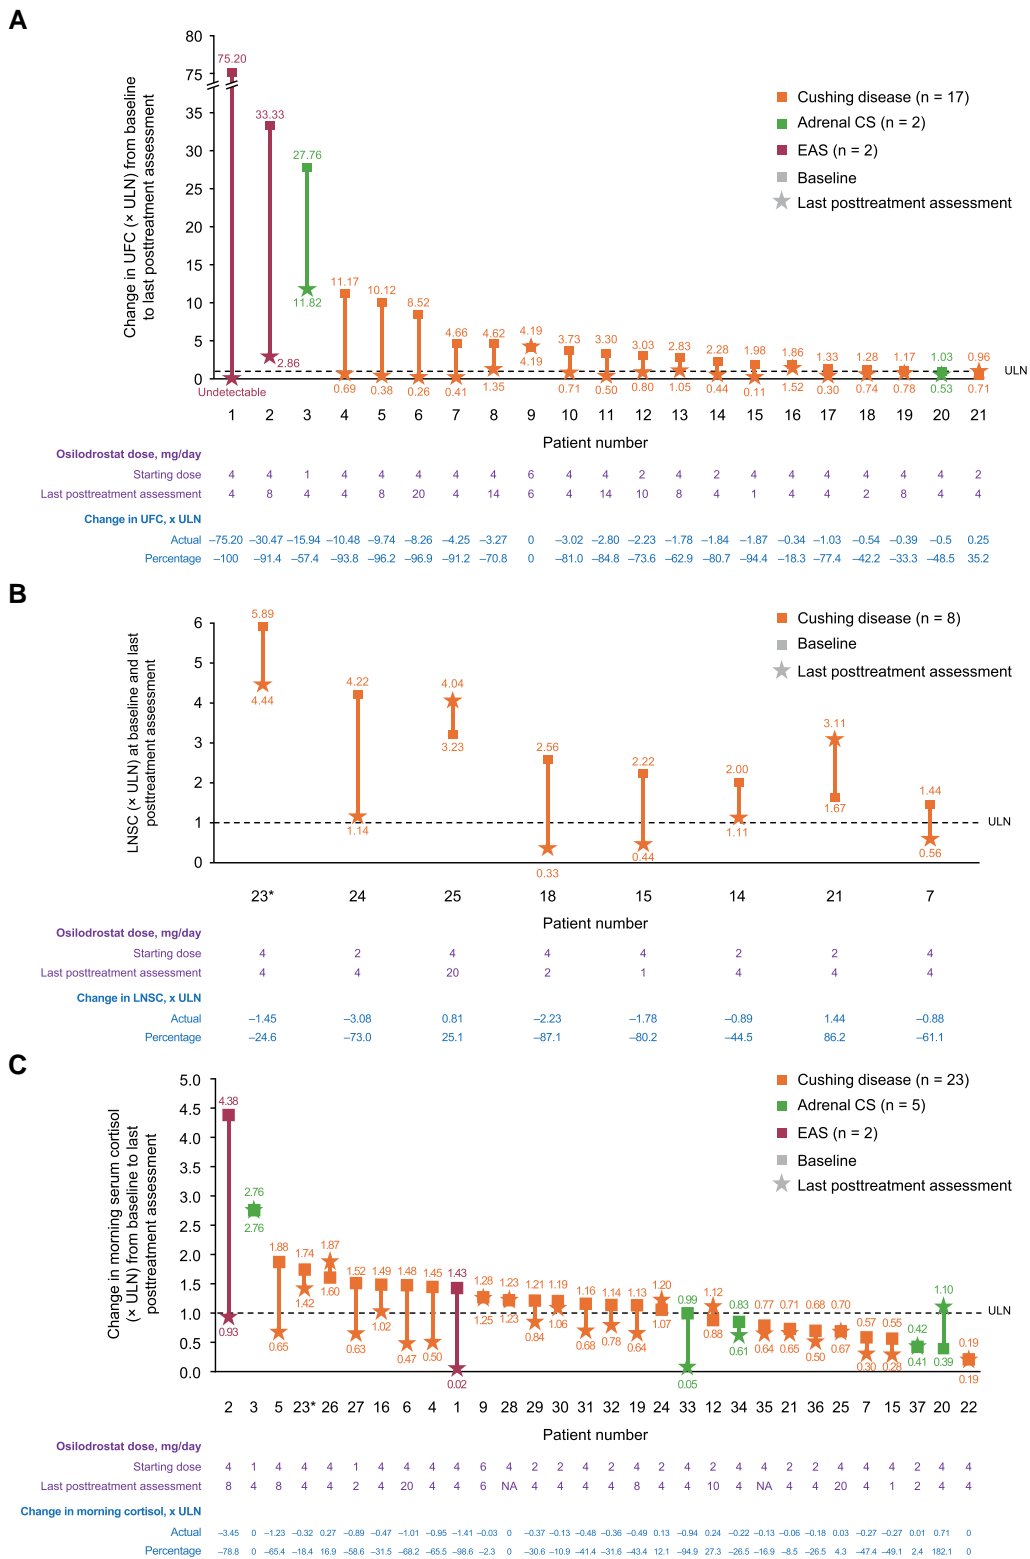 A
Change in UFC (× ULN) from baseline
to last posttreatment assessment
80
75
35
30
25
20
15
10
5
0
Cushing disease (n = 17)
Adrenal CS (n = 2)
EAS (n = 2)
Baseline
Last posttreatment assessment
75.20
33.33
27.76
11.17 10.12 8.52 4.66 4.62 4.19 3.73 3.30 3.03 2.83 2.28 1.98 1.86 1.33 1.28 1.17 1.03 0.96
ULN
Undetectable 2.86 11.82 0.69 0.38 0.26 0.41 1.35 4.19 0.71 0.50 0.80 1.05 0.44 0.11 1.52 0.30 0.74 0.78 0.53 0.71
1 2 3 4 5 6 7 8 9 10 11 12 13 14 15 16 17 18 19 20 21
Patient number
Osilodrostat dose, mg/day
Starting dose 4 4 1 4 4 4 4 4 6 4 4 2 4 2 4 4 4 4 4 4 2
Last posttreatment assessment 4 8 4 4 8 20 4 14 6 4 14 10 8 4 1 4 4 2 8 4 4
Change in UFC, x ULN
Actual –75.20 –30.47 –15.94 –10.48 –9.74 –8.26 –4.25 –3.27 0 –3.02 –2.80 –2.23 –1.78 –1.84 –1.87 –0.34 –1.03 –0.54 –0.39 –0.5 0.25
Percentage –100 –91.4 –57.4 –93.8 –96.2 –96.9 –91.2 –70.8 0 –81.0 –84.8 –73.6 –62.9 –80.7 –94.4 –18.3 –77.4 –42.2 –33.3 –48.5 35.2
B
LNSC (× ULN) at baseline and last
posttreatment assessment
6
5
4
3
2
1
0
Cushing disease (n = 8)
Baseline
Last posttreatment assessment
5.89 4.22 4.04 2.56 2.22 2.00 3.11 1.44
ULN
4.44 1.14 3.23 0.33 0.44 1.11 1.67 0.56
23* 24 25 18 15 14 21 7
Patient number
Osilodrostat dose, mg/day
Starting dose 4 2 4 4 4 2 2 4
Last posttreatment assessment 4 4 20 2 1 4 4 4
Change in LNSC, x ULN
Actual –1.45 –3.08 0.81 –2.23 –1.78 –0.89 1.44 –0.88
Percentage –24.6 –73.0 25.1 –87.1 –80.2 –44.5 86.2 –61.1
C
Change in morning serum cortisol
(× ULN) from baseline to last
posttreatment assessment
5.0
4.5
4.0
3.5
3.0
2.5
2.0
1.5
1.0
0.5
0.0
Cushing disease (n = 23)
Adrenal CS (n = 5)
EAS (n = 2)
Baseline
Last posttreatment assessment
4.38 2.76 1.88 1.74 1.87 1.52 1.49 1.48 1.45 1.43 1.28 1.23 1.21 1.19 1.16 1.14 1.13 1.20 0.99 1.12 0.83 0.77 0.71 0.68 0.70 0.57 0.55 0.42 1.10 0.19
ULN
0.93 2.76 0.65 1.42 1.60 0.63 1.02 0.47 0.50 0.02 1.25 1.23 0.84 1.06 0.68 0.78 0.64 1.07 0.05 0.88 0.61 0.64 0.65 0.50 0.67 0.30 0.28 0.41 0.39 0.19
2 3 5 23* 26 27 16 6 4 1 9 28 29 30 31 32 19 24 33 12 34 35 21 36 25 7 15 37 20 22
Patient number
Osilodrostat dose, mg/day
Starting dose 4 1 4 4 4 1 4 4 4 4 6 4 2 2 4 4 4 2 4 2 4 4 2 2 4 4 4 2 4 4
Last posttreatment assessment 8 4 8 4 4 2 4 20 4 4 6 NA 4 4 4 4 8 4 4 10 4 NA 4 4 20 4 1 2 4 4
Change in morning cortisol, x ULN
Actual –3.45 0 –1.23 –0.32 0.27 –0.89 –0.47 –1.01 –0.95 –1.41 –0.03 0 –0.37 –0.13 –0.48 –0.36 –0.49 0.13 –0.94 0.24 –0.22 –0.13 –0.06 –0.18 0.03 –0.27 –0.27 0.01 0.71 0
Percentage –78.8 0 –65.4 –18.4 16.9 –58.6 –31.5 –68.2 –65.5 –98.6 –2.3 0 –30.6 –10.9 –41.4 –31.6 –43.4 12.1 –94.9 27.3 –26.5 –16.9 –8.5 –26.5 4.3 –47.4 –49.1 2.4 182.1 0